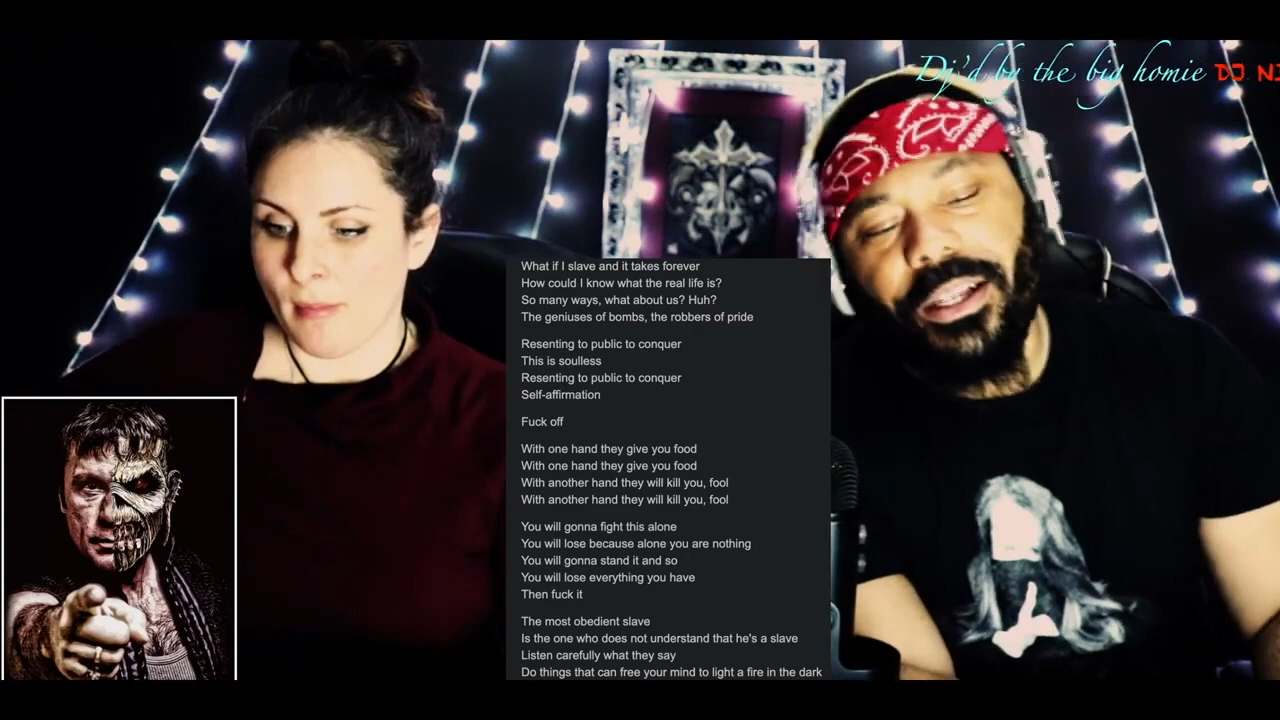 Dj'd by the big homie DJ N
What if I slave and it takes forever
How could I know what the real life is?
So many ways, what about us? Huh?
The geniuses of bombs, the robbers of pride
Resenting to public to conquer
This is soulless
Resenting to public to conquer
Self-affirmation
Fuck off
With one hand they give you food
With one hand they give you food
With another hand they will kill you, fool
With another hand they will kill you, fool
You will gonna fight this alone
You will lose because alone you are nothing
You will gonna stand it and so
You will lose everything you have
Then fuck it
The most obedient slave
Is the one who does not understand that he's a slave
Listen carefully what they say
Do things that can free your mind to light a fire in the dark